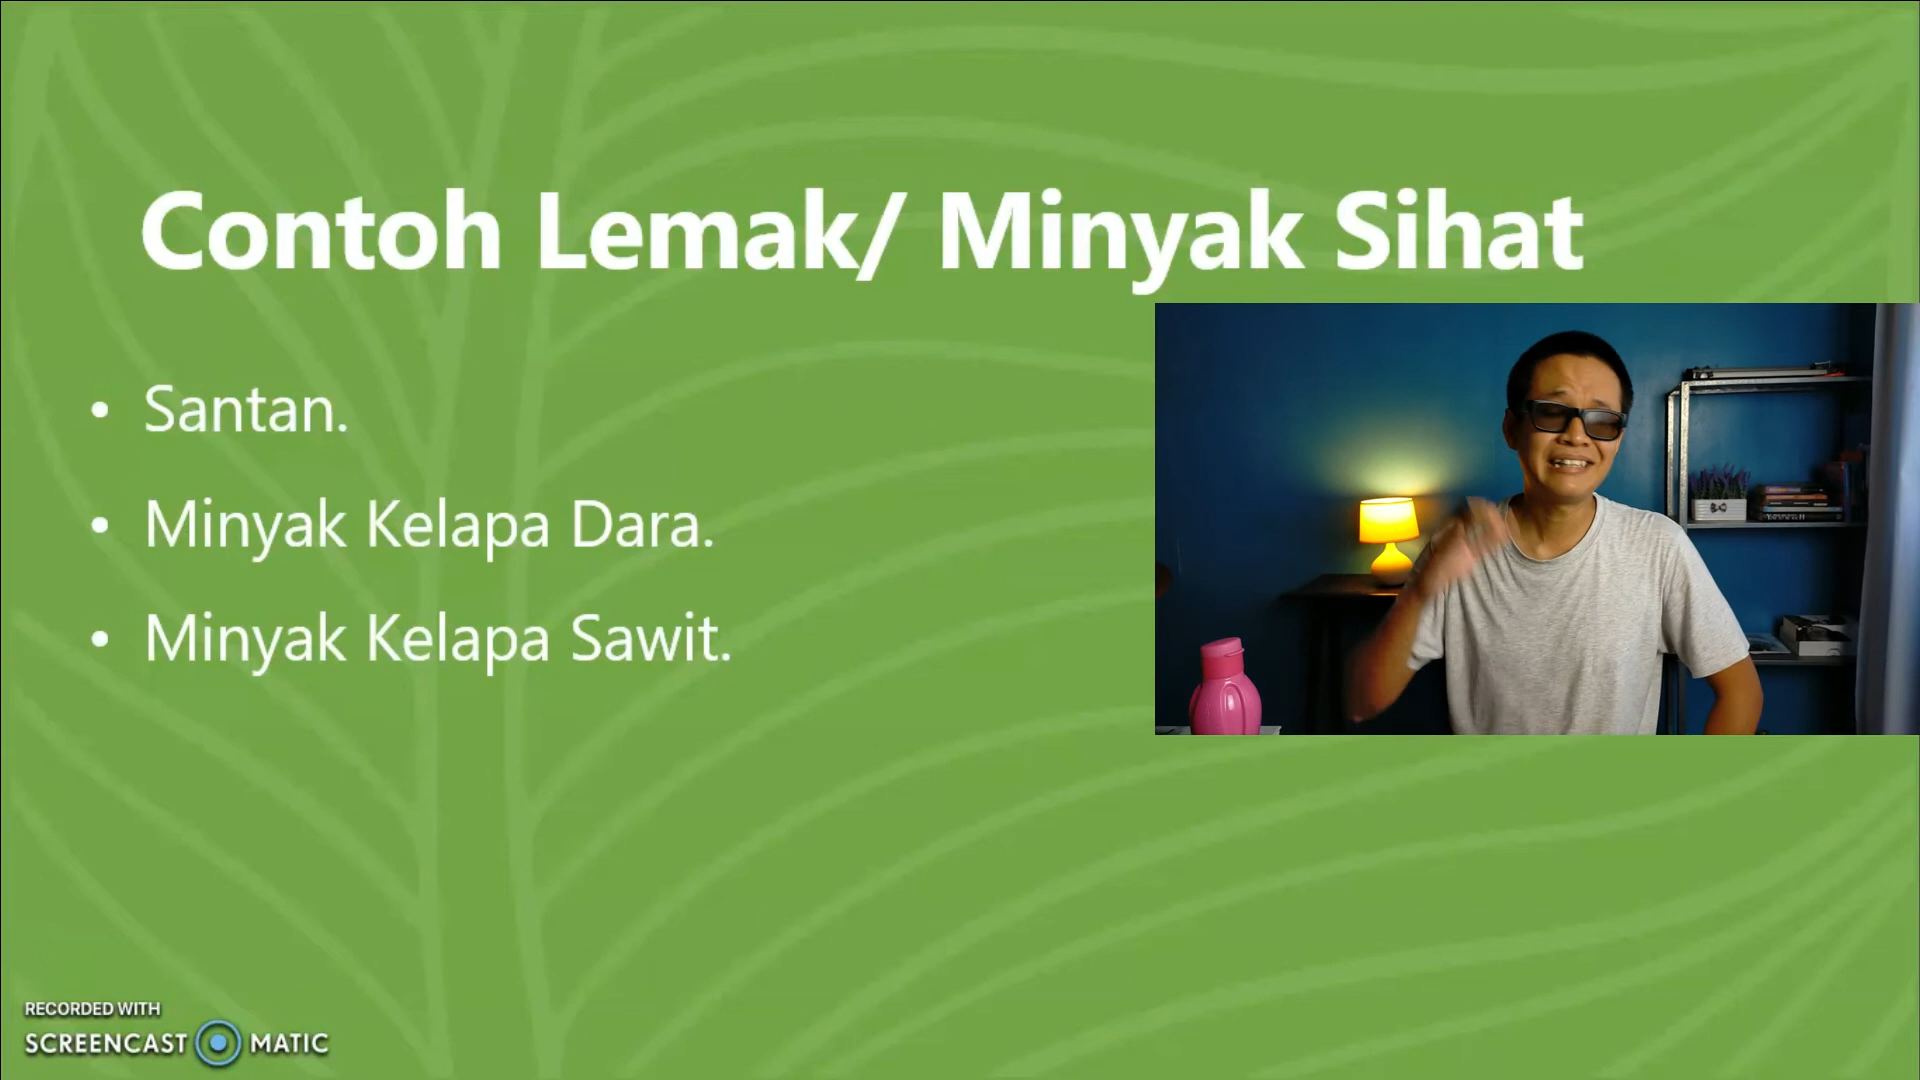 Contoh Lemak/ Minyak Sihat
• Santan.
• Minyak Kelapa Dara.
• Minyak Kelapa Sawit.
RECORDED WITH
SCREENCAST MATIC